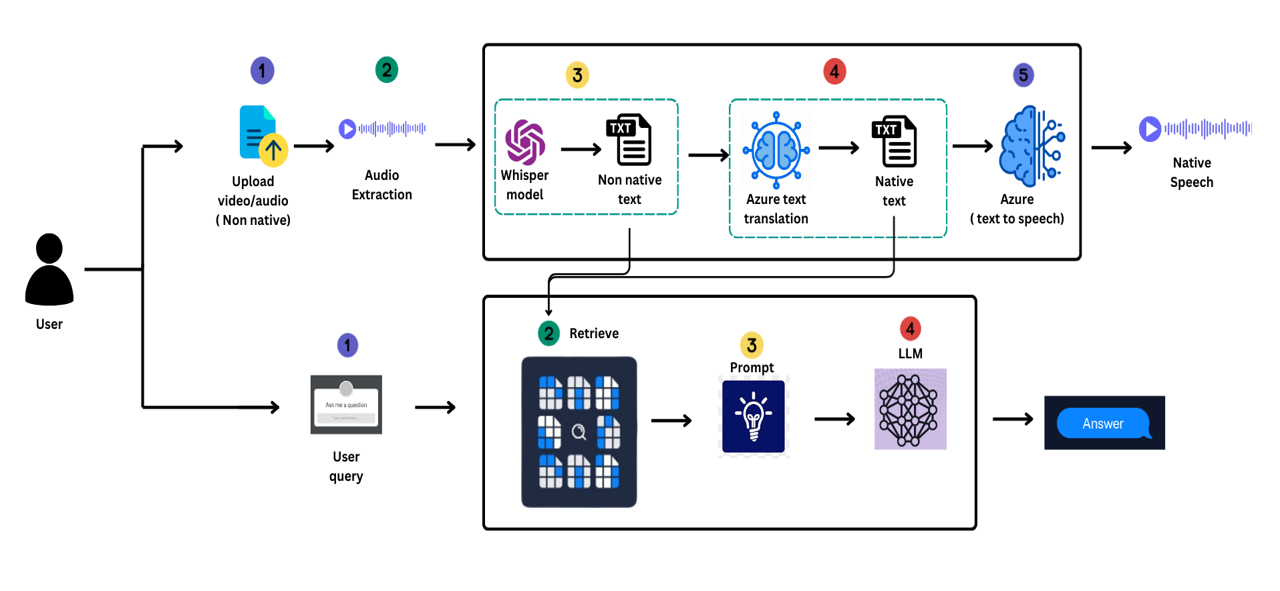 1
2
3
4
5
TXT
TXT
Whisper
model
Non native
text
Azure text
translation
Native
text
Azure
( text to speech)
Upload
video/audio
( Non native)
Audio
Extraction
Native
Speech
User
1
User
query
Ask me a question
2
Retrieve
3
Prompt
4
LLM
Answer